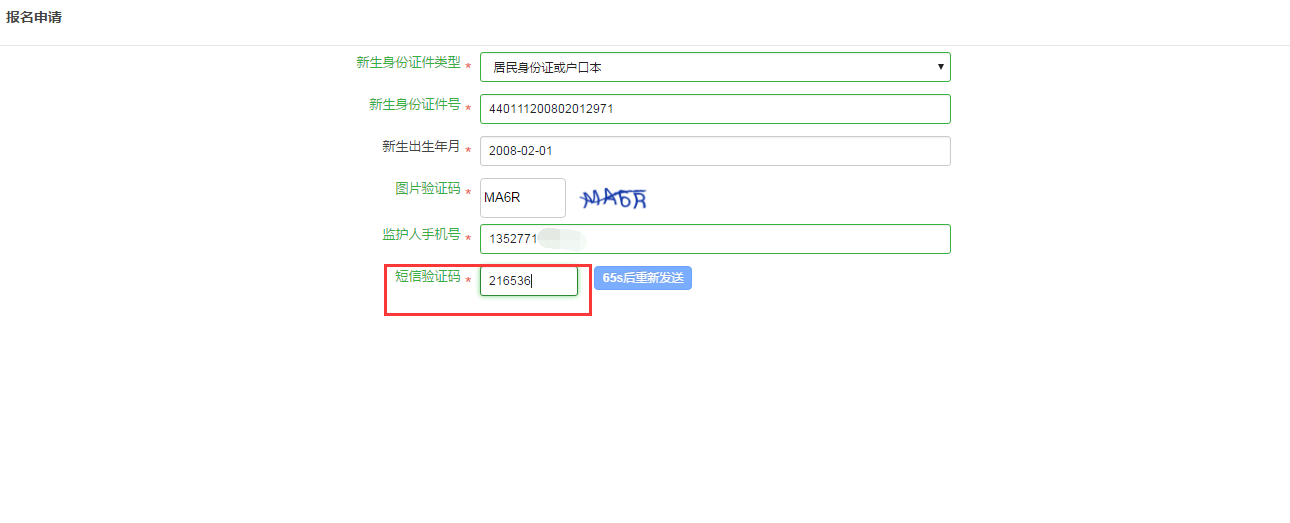 报名申请
新生身份证件类型 *
居民身份证或户口本
新生身份证件号 *
440111200802012971
新生出生年月 *
2008-02-01
图片验证码 *
MA6R
MA6R
监护人手机号 *
1352771
短信验证码 *
216536
65s后重新发送